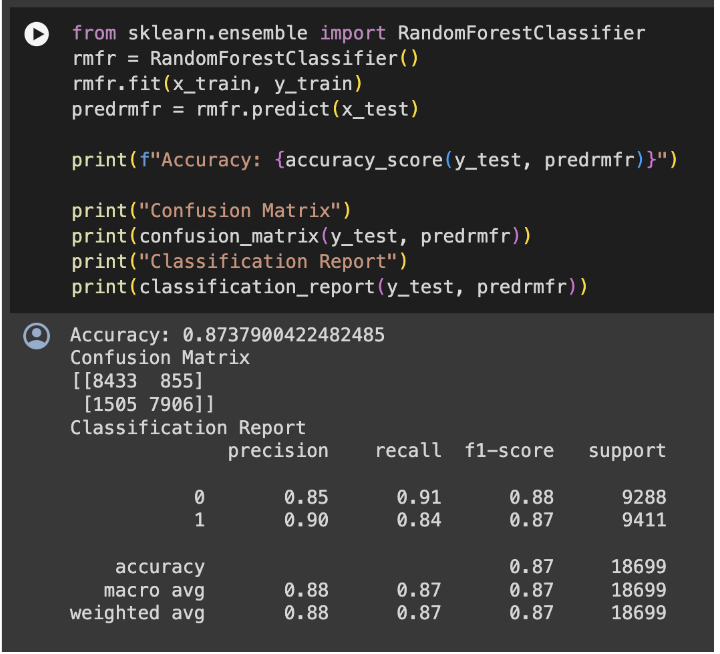 from sklearn.ensemble import RandomForestClassifier
rmfr = RandomForestClassifier()
rmfr.fit(x_train, y_train)
predrmfr = rmfr.predict(x_test)
print(f"Accuracy: {accuracy_score(y_test, predrmfr)}")
print("Confusion Matrix")
print(confusion_matrix(y_test, predrmfr))
print("Classification Report")
print(classification_report(y_test, predrmfr))
Accuracy: 0.8737900422482485
Confusion Matrix
[[8433  855]
 [1505 7906]]
Classification Report
              precision    recall  f1-score   support
           0       0.85      0.91      0.88      9288
           1       0.90      0.84      0.87      9411
    accuracy                           0.87     18699
   macro avg       0.88      0.87      0.87     18699
weighted avg       0.88      0.87      0.87     18699